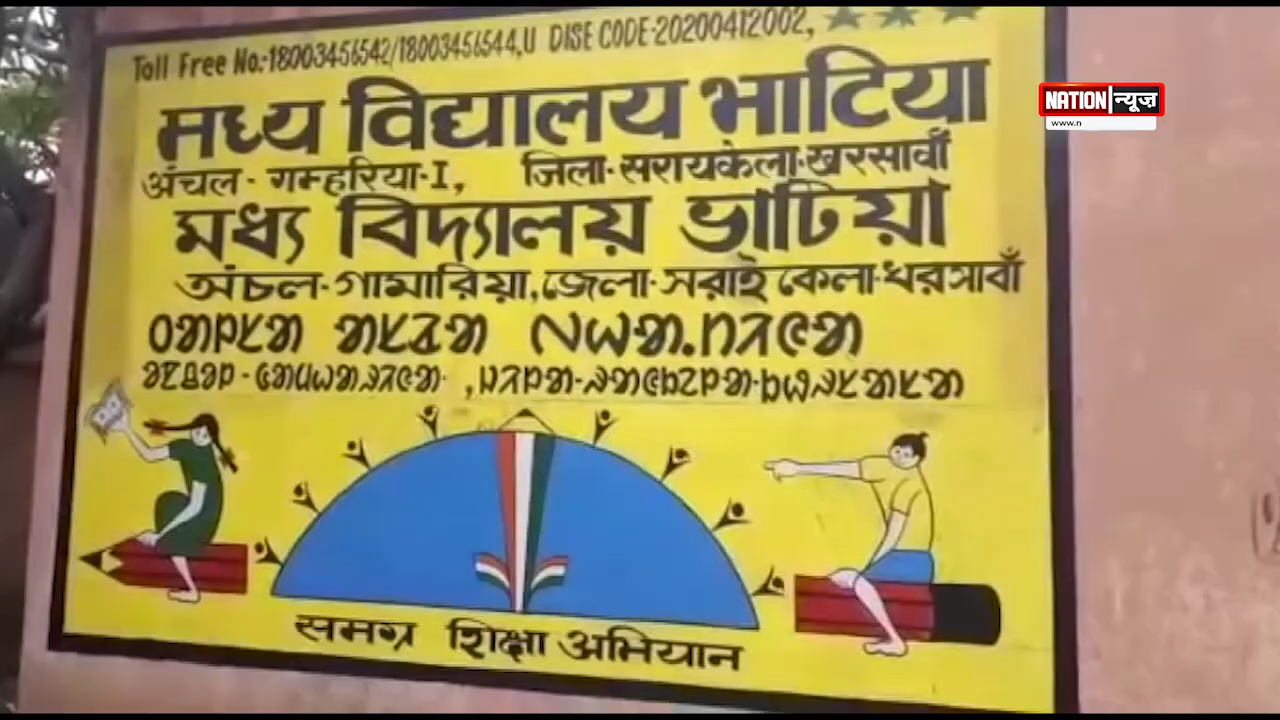 Toll Free No:-18003456542/18003456544,U DISE CODE-20200412002,
मध्य विद्यालय भाटिया
अंचल - गम्हरिया-I, जिला-सरायकेला-खरसावाँ
মধ্য বিদ্যালয় ভাটিয়া
অংচল-গামারিয়া,জেলা-সরাই কেলা-খরসাবাঁ
समग्र शिक्षा अभियान
NATION न्यूज़
www.n